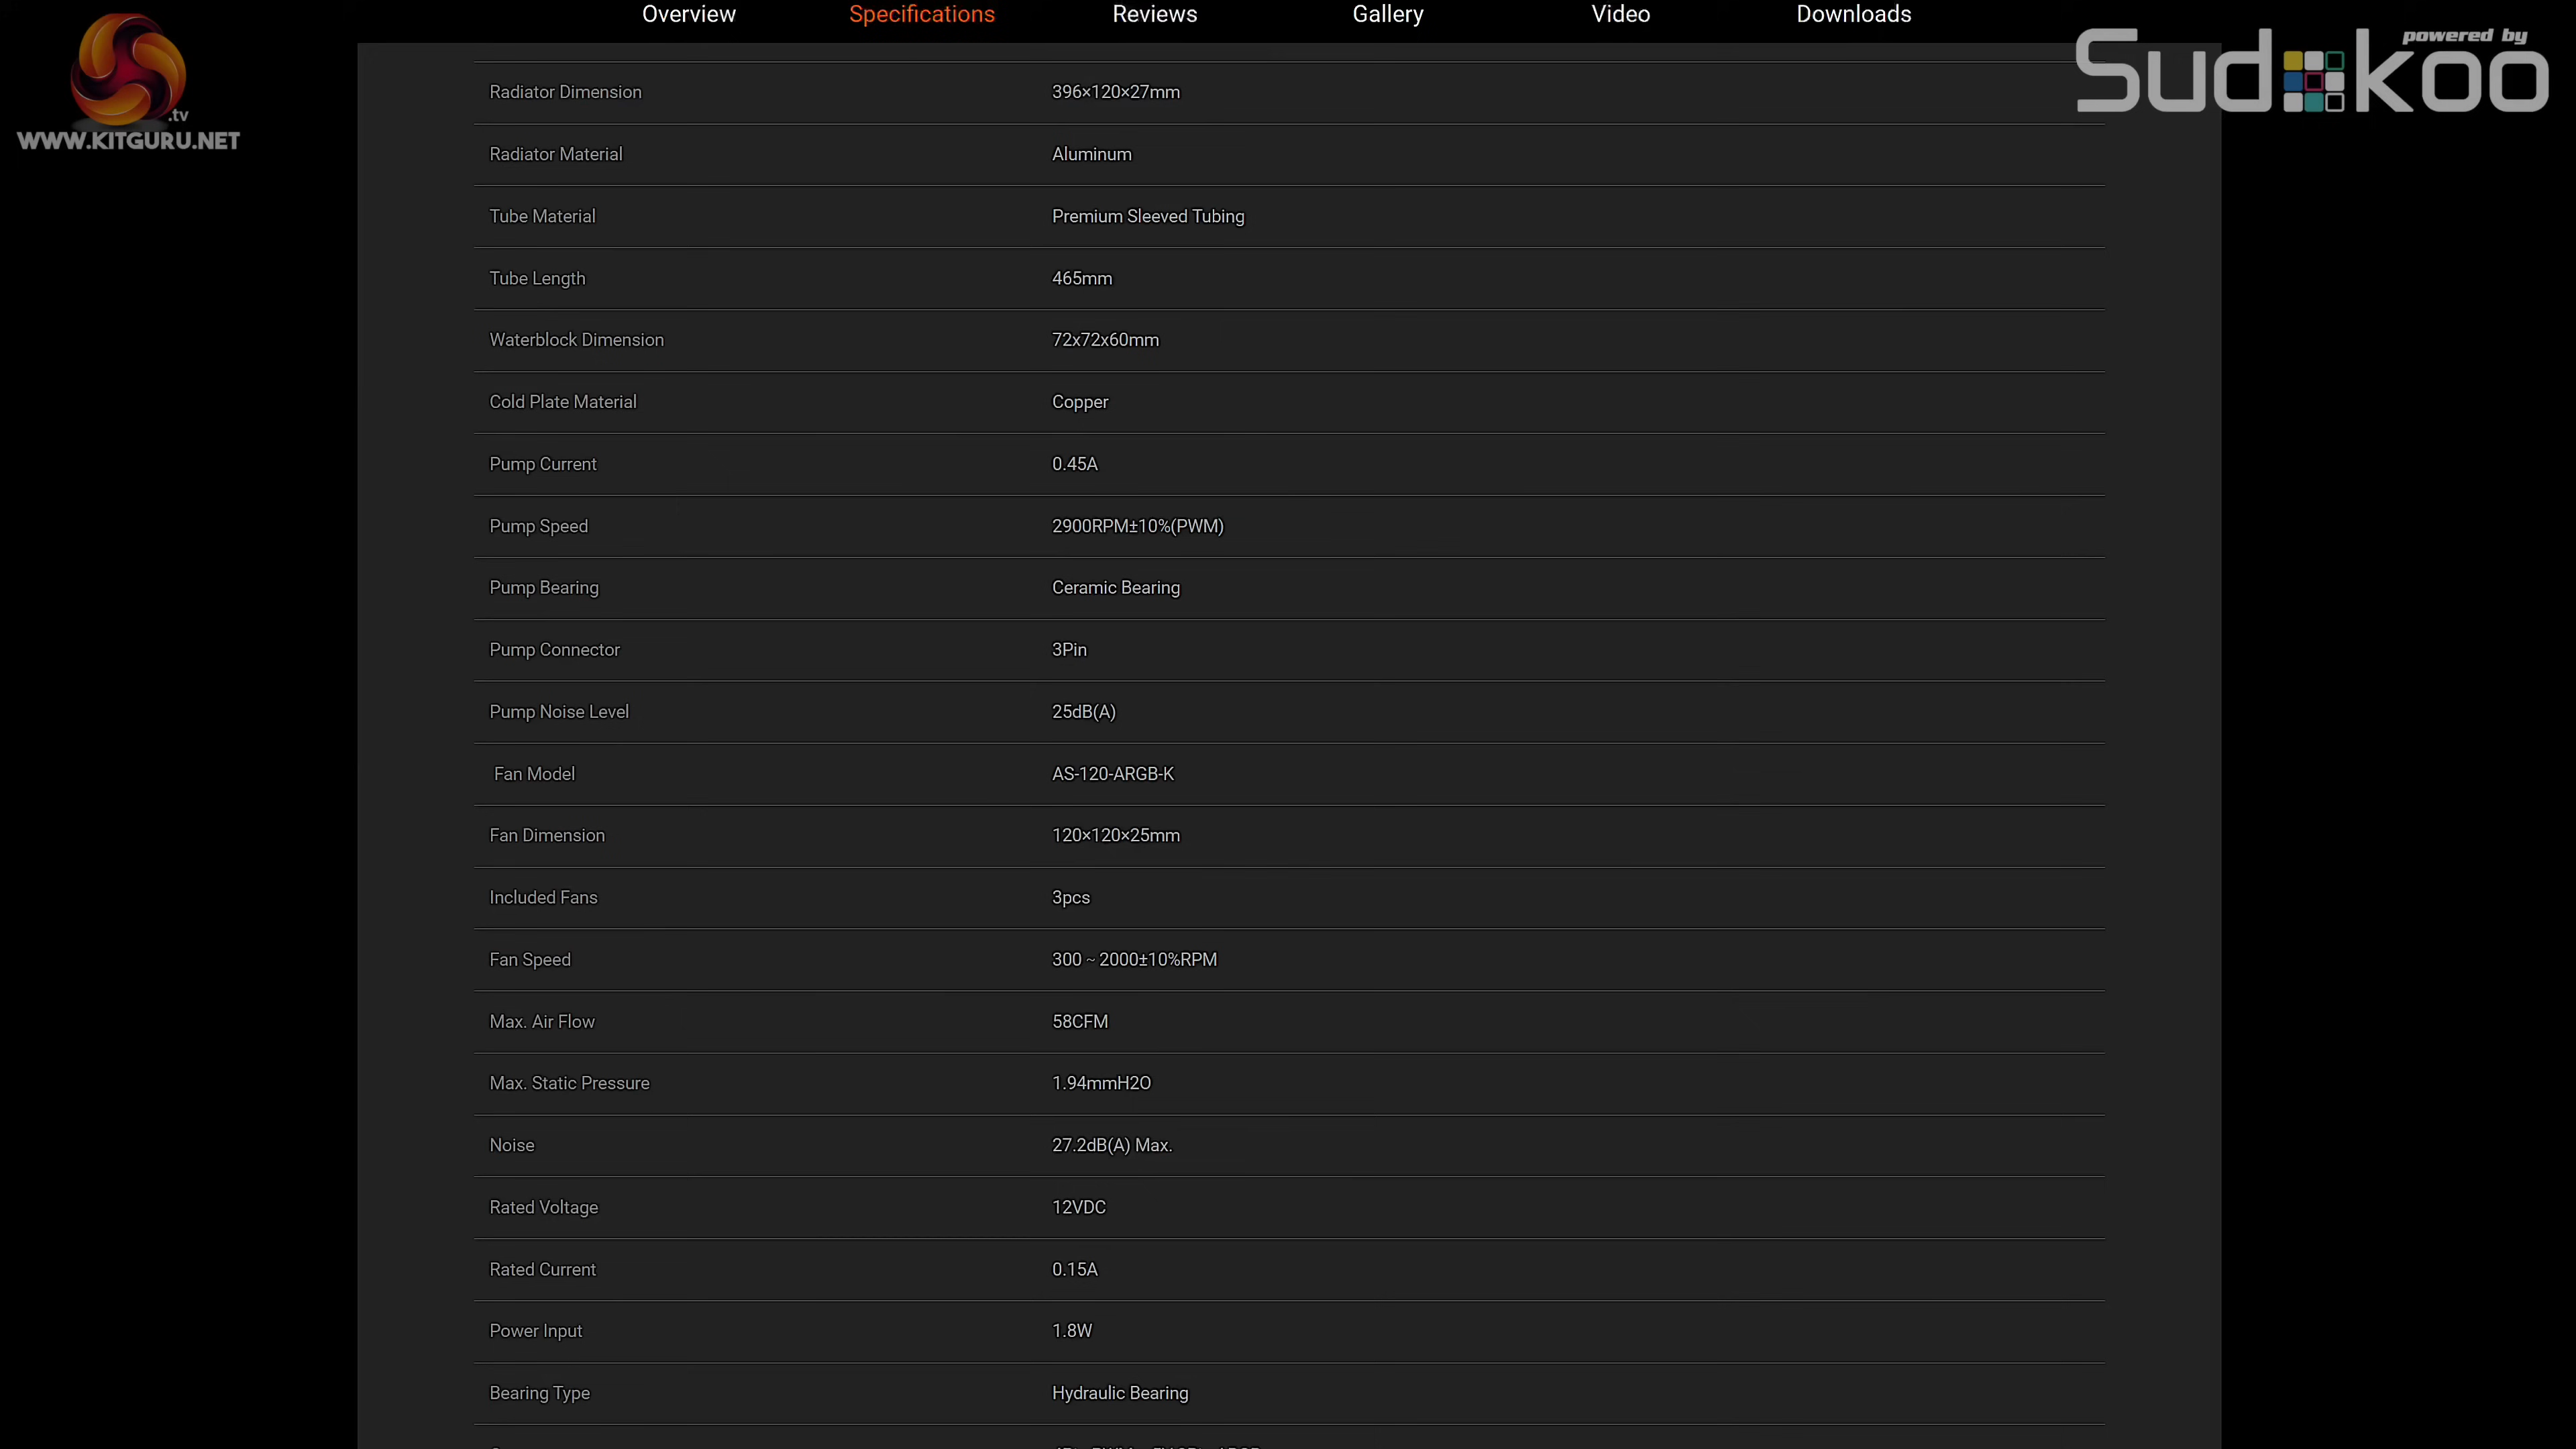 Overview Specifications Reviews Gallery Video Downloads
powered by
Sudokoo
.tv
WWW.KITGURU.NET
Radiator Dimension 396×120×27mm
Radiator Material Aluminum
Tube Material Premium Sleeved Tubing
Tube Length 465mm
Waterblock Dimension 72x72x60mm
Cold Plate Material Copper
Pump Current 0.45A
Pump Speed 2900RPM±10%(PWM)
Pump Bearing Ceramic Bearing
Pump Connector 3Pin
Pump Noise Level 25dB(A)
Fan Model AS-120-ARGB-K
Fan Dimension 120×120×25mm
Included Fans 3pcs
Fan Speed 300 ~ 2000±10%RPM
Max. Air Flow 58CFM
Max. Static Pressure 1.94mmH2O
Noise 27.2dB(A) Max.
Rated Voltage 12VDC
Rated Current 0.15A
Power Input 1.8W
Bearing Type Hydraulic Bearing